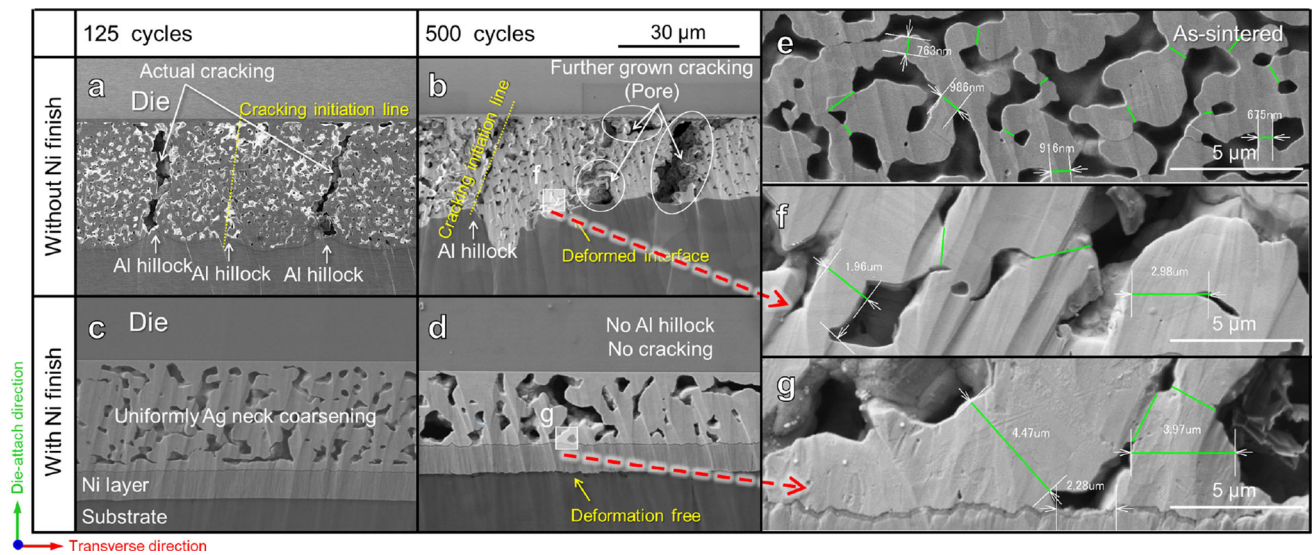 125 cycles
500 cycles
30 µm
Without Ni finish
With Ni finish
a
Actual cracking
Die
Cracking initiation line
Al hillock
Al hillock
Al hillock
b
Further grown cracking
(Pore)
Cracking initiation line
f
Al hillock
Deformed interface
c
Die
Uniformly Ag neck coarsening
Ni layer
Substrate
d
No Al hillock
No cracking
g
Deformation free
e
As-sintered
763nm
986nm
916nm
675nm
5 µm
f
1.96um
2.98um
5 µm
g
4.47um
3.97um
2.28um
5 µm
Die-attach direction
Transverse direction